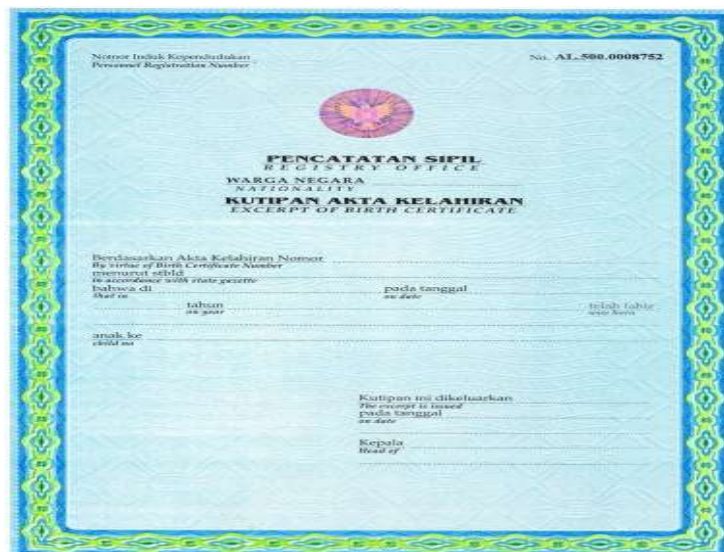 Nomor Induk Kependudukan
Personnel Registration Number
No. AL.500.0008752
PENCATATAN SIPIL
REGISTRY OFFICE
WARGA NEGARA
NATIONALITY
KUTIPAN AKTA KELAHIRAN
EXCERPT OF BIRTH CERTIFICATE
Berdasarkan Akta Kelahiran Nomor
By virtue of Birth Certificate Number
menurut stbld
in accordance with state gazette
bahwa di pada tanggal
that in on date
tahun telah lahir
on year was born
anak ke
child no
Kutipan ini dikeluarkan
The excerpt is issued
pada tanggal
on date
Kepala
Head of